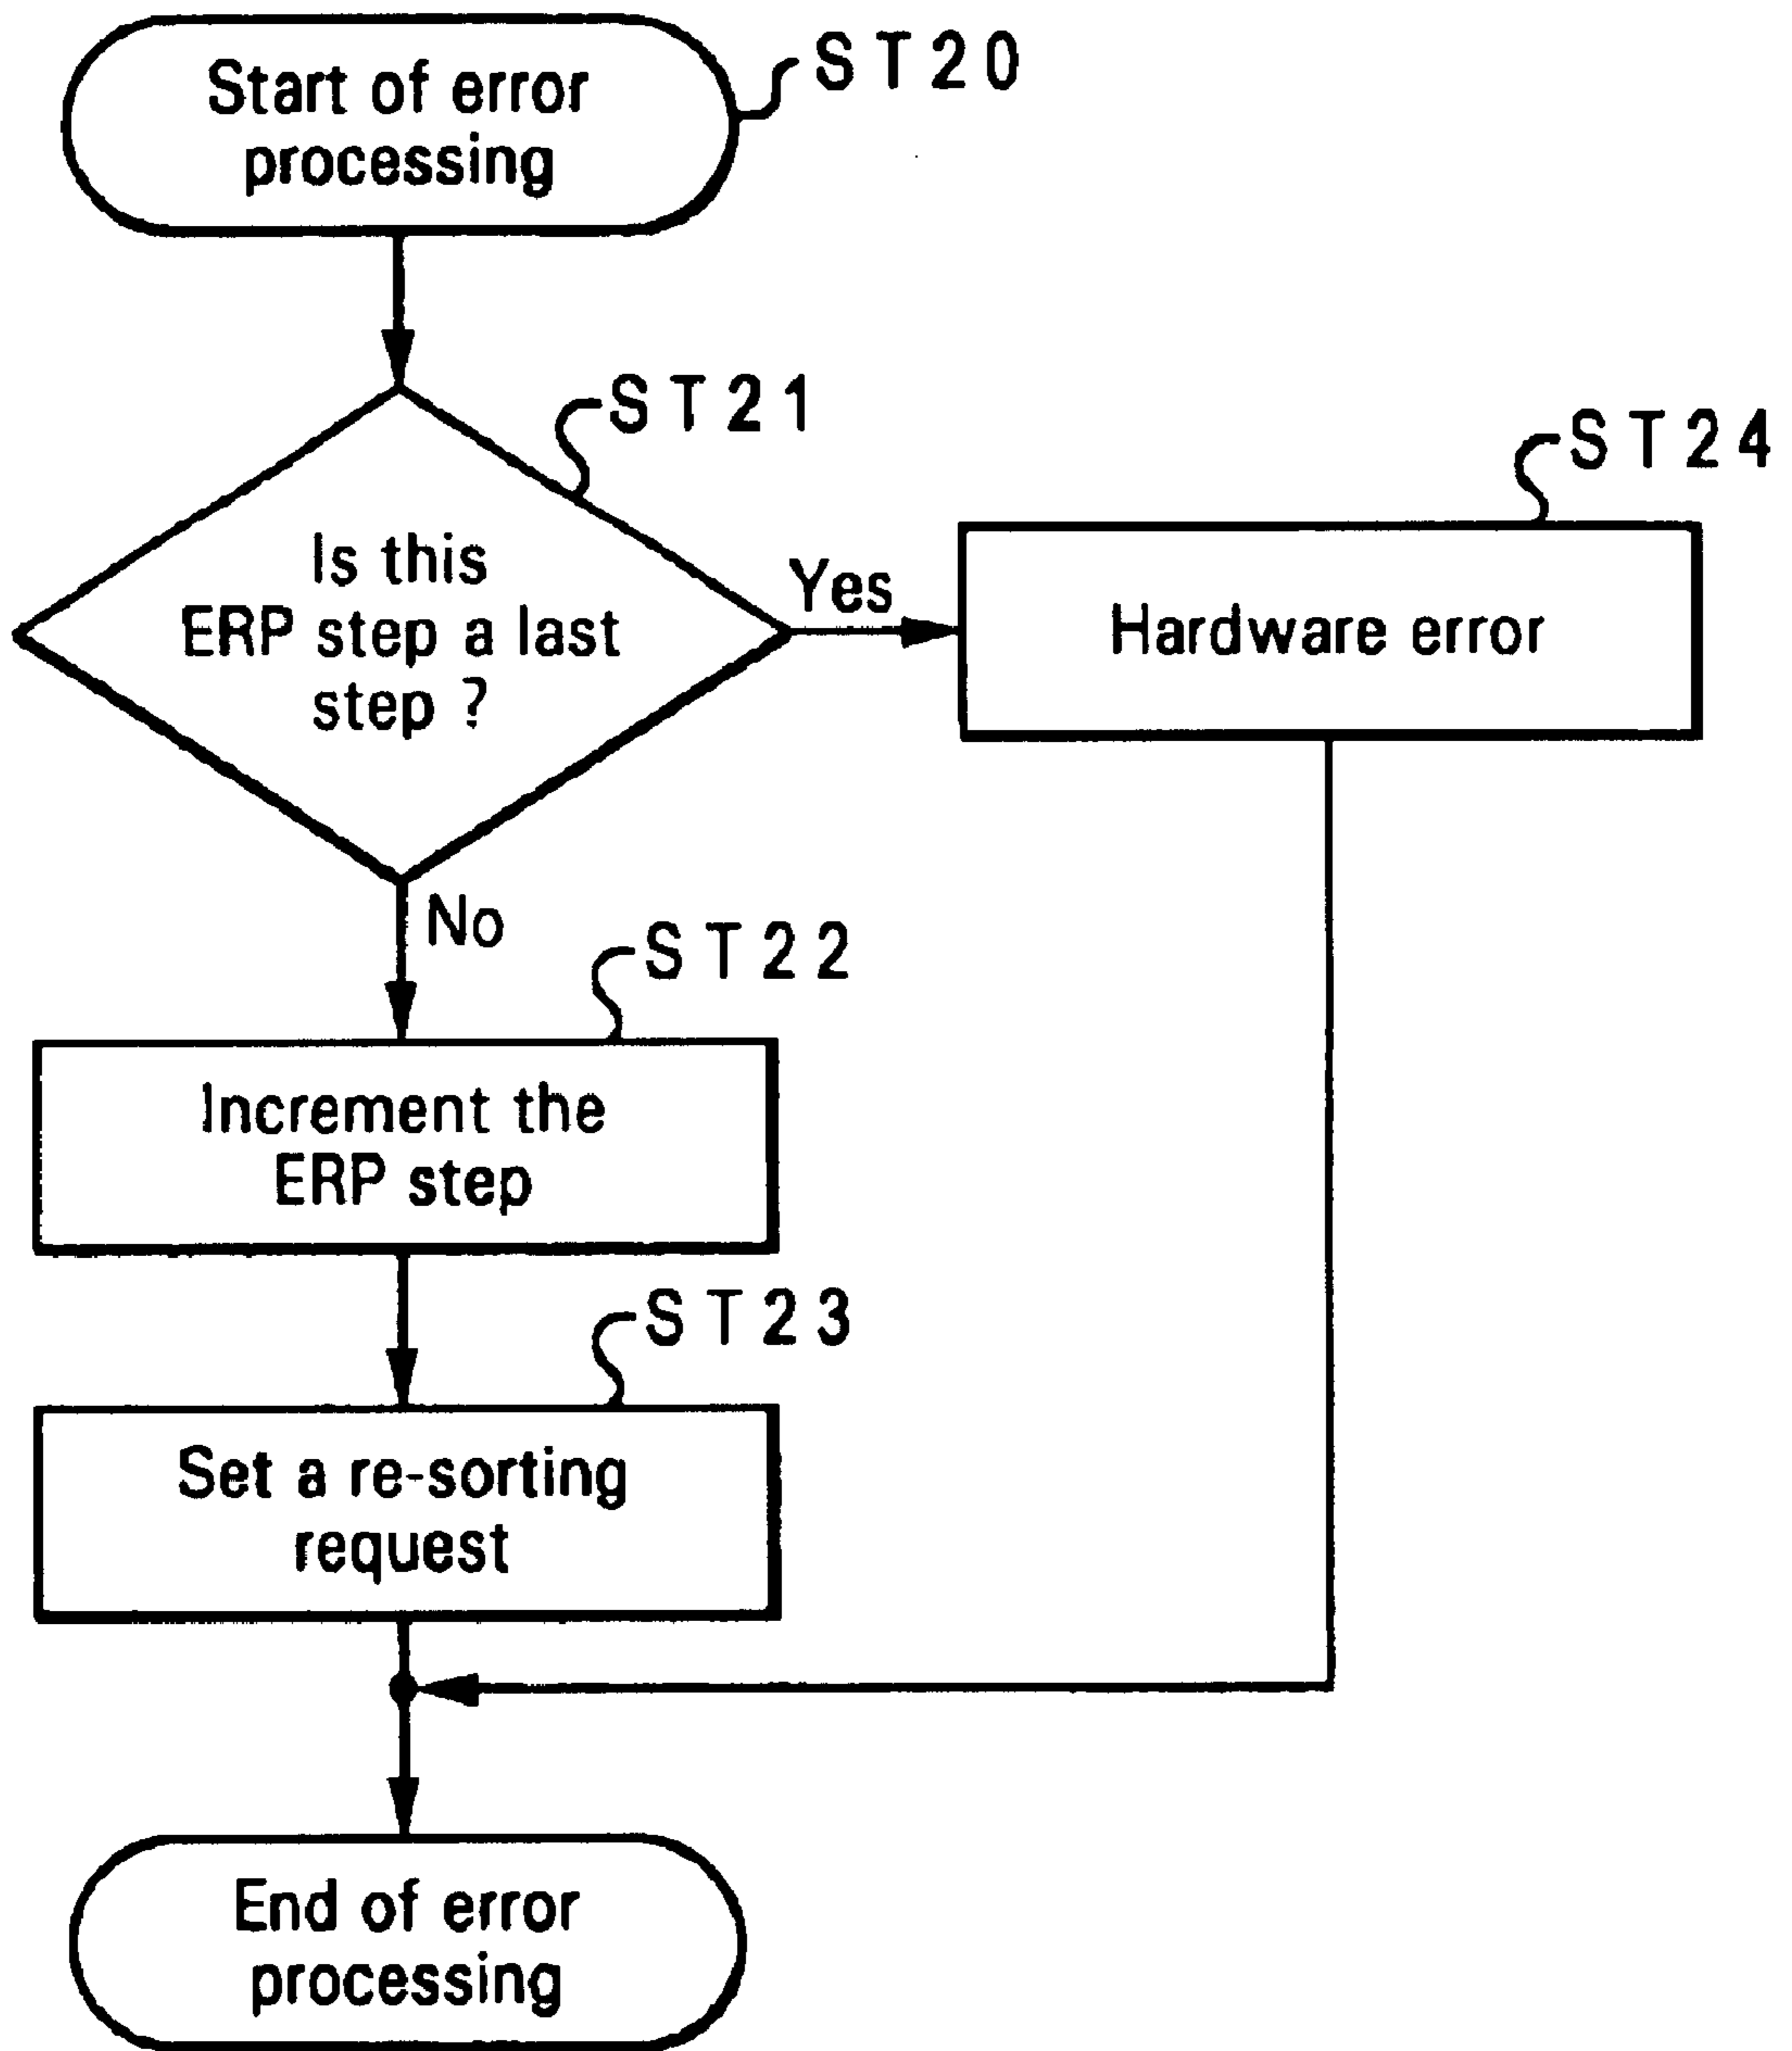 Start of error
processing
ST20
Is this
ERP step a last
step ?
ST21
Yes
Hardware error
ST24
No
Increment the
ERP step
ST22
Set a re-sorting
request
ST23
End of error
processing